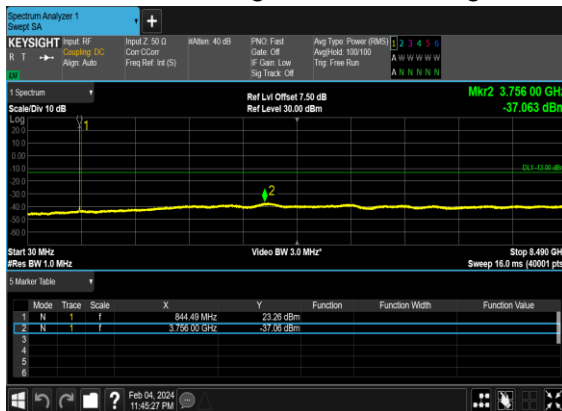 Spectrum Analyzer 1
Swept SA
+
KEYSIGHT Input: RF Input Z: 50 Ω #Atten: 40 dB PNO: Fast Avg Type: Power (RMS) 1 2 3 4 5 6
R T Coupling: DC Corr CCorr Gate: Off Avg|Hold: 100/100 A W W W W W
Align: Auto Freq Ref: Int (S) IF Gain: Low Trig: Free Run
Sig Track: Off A N N N N N
1 Spectrum Ref Lvl Offset 7.50 dB Mkr2 3.756 00 GHz
Scale/Div 10 dB Ref Level 30.00 dBm -37.063 dBm
Log
20.0
10.0
0.00
-10.0
-20.0
-30.0
-40.0
-50.0
-60.0
1
DL1 -13.00 dBm
2
Start 30 MHz Video BW 3.0 MHz* Stop 8.490 GHz
#Res BW 1.0 MHz Sweep 16.0 ms (40001 pts)
5 Marker Table
Mode Trace Scale X Y Function Function Width Function Value
1 N 1 f 844.49 MHz 23.26 dBm
2 N 1 f 3.756 00 GHz -37.06 dBm
3
4
5
6
? Feb 04, 2024
11:45:27 PM